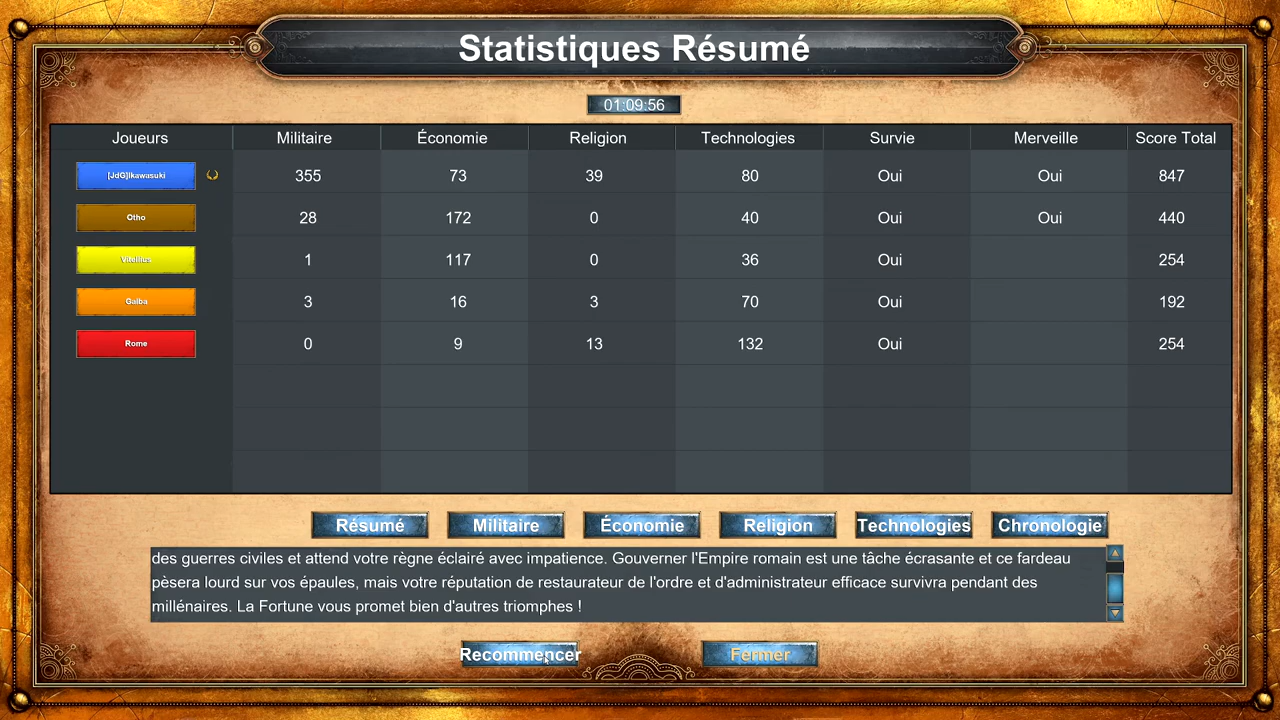 Statistiques Résumé
01:09:56
Joueurs Militaire Économie Religion Technologies Survie Merveille Score Total
[JdG]Ikawasuki 355 73 39 80 Oui Oui 847
Otho 28 172 0 40 Oui Oui 440
Vitellius 1 117 0 36 Oui 254
Galba 3 16 3 70 Oui 192
Rome 0 9 13 132 Oui 254
Résumé Militaire Économie Religion Technologies Chronologie
des guerres civiles et attend votre règne éclairé avec impatience. Gouverner l'Empire romain est une tâche écrasante et ce fardeau
pèsera lourd sur vos épaules, mais votre réputation de restaurateur de l'ordre et d'administrateur efficace survivra pendant des
millénaires. La Fortune vous promet bien d'autres triomphes !
Recommencer Fermer